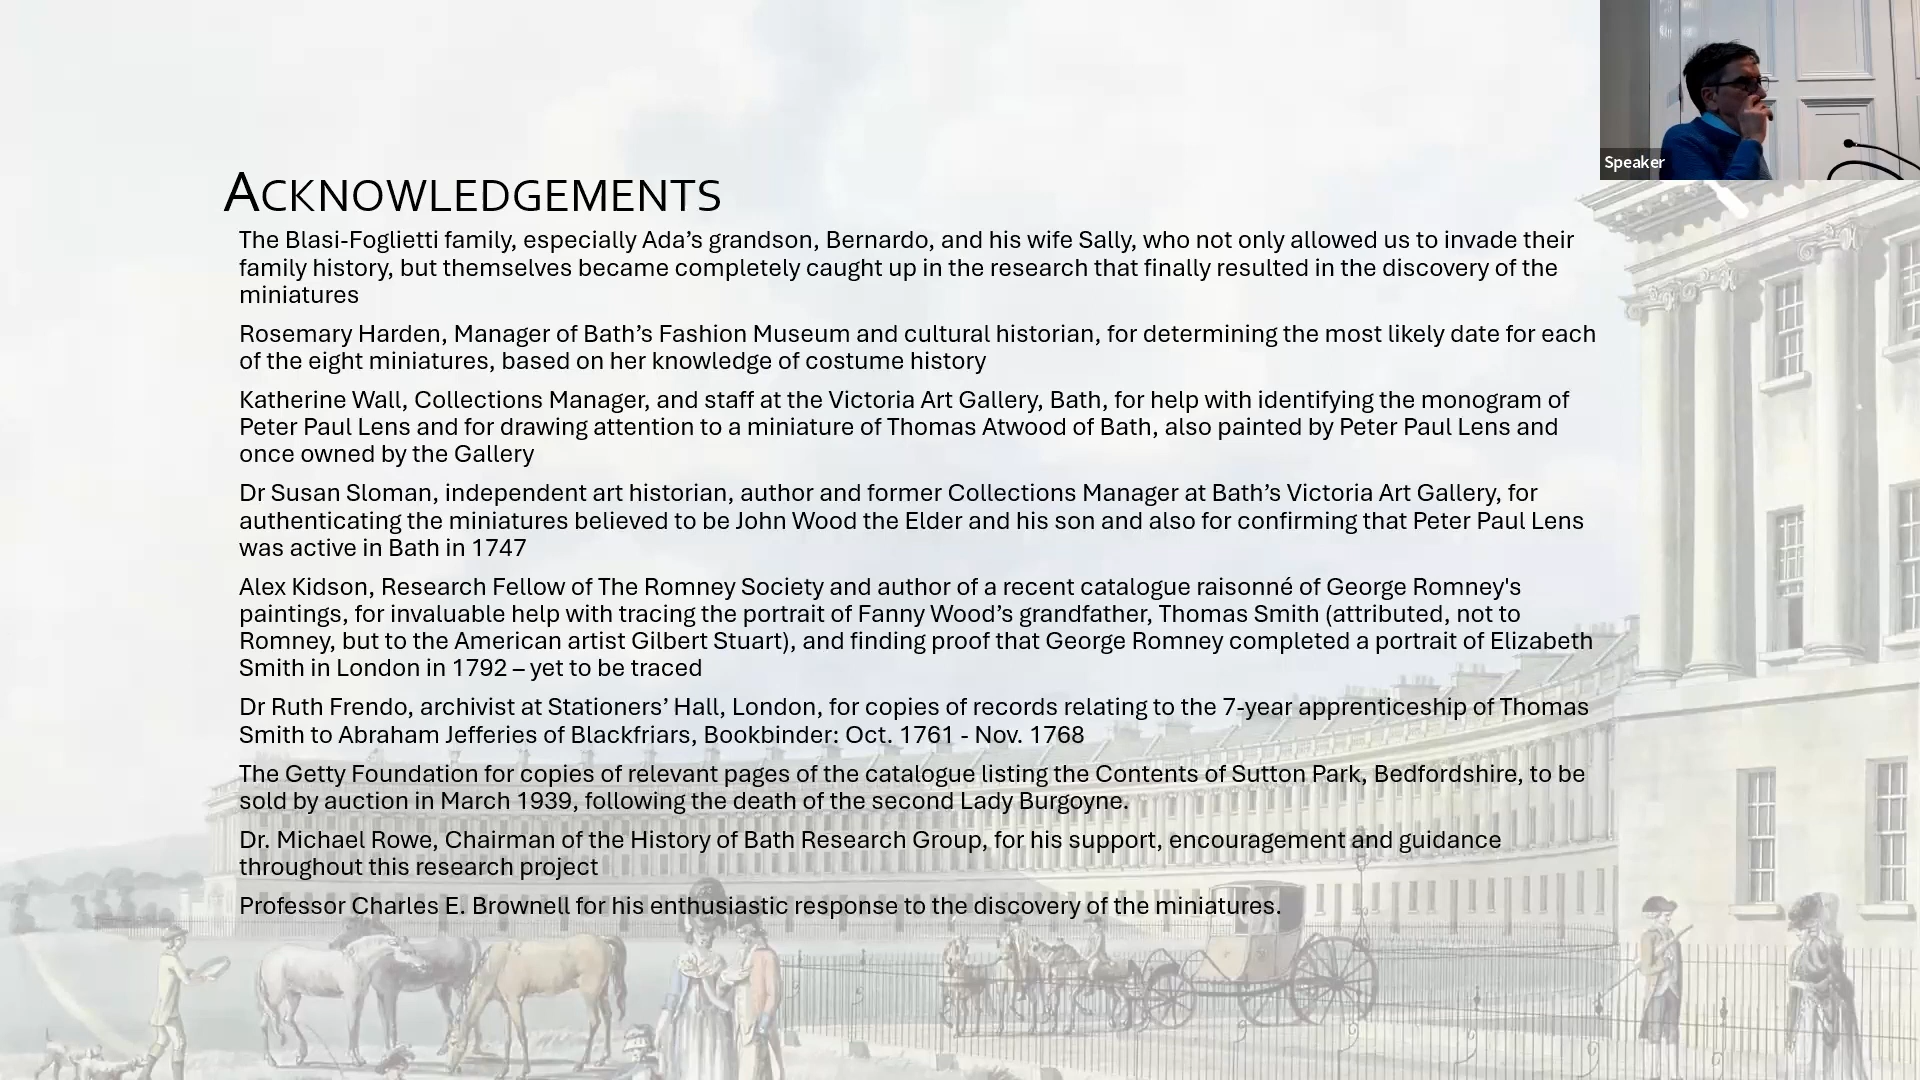 Speaker
ACKNOWLEDGEMENTS
The Blasi-Foglietti family, especially Ada’s grandson, Bernardo, and his wife Sally, who not only allowed us to invade their
family history, but themselves became completely caught up in the research that finally resulted in the discovery of the
miniatures
Rosemary Harden, Manager of Bath’s Fashion Museum and cultural historian, for determining the most likely date for each
of the eight miniatures, based on her knowledge of costume history
Katherine Wall, Collections Manager, and staff at the Victoria Art Gallery, Bath, for help with identifying the monogram of
Peter Paul Lens and for drawing attention to a miniature of Thomas Atwood of Bath, also painted by Peter Paul Lens and
once owned by the Gallery
Dr Susan Sloman, independent art historian, author and former Collections Manager at Bath’s Victoria Art Gallery, for
authenticating the miniatures believed to be John Wood the Elder and his son and also for confirming that Peter Paul Lens
was active in Bath in 1747
Alex Kidson, Research Fellow of The Romney Society and author of a recent catalogue raisonné of George Romney's
paintings, for invaluable help with tracing the portrait of Fanny Wood’s grandfather, Thomas Smith (attributed, not to
Romney, but to the American artist Gilbert Stuart), and finding proof that George Romney completed a portrait of Elizabeth
Smith in London in 1792 – yet to be traced
Dr Ruth Frendo, archivist at Stationers’ Hall, London, for copies of records relating to the 7-year apprenticeship of Thomas
Smith to Abraham Jefferies of Blackfriars, Bookbinder: Oct. 1761 - Nov. 1768
The Getty Foundation for copies of relevant pages of the catalogue listing the Contents of Sutton Park, Bedfordshire, to be
sold by auction in March 1939, following the death of the second Lady Burgoyne.
Dr. Michael Rowe, Chairman of the History of Bath Research Group, for his support, encouragement and guidance
throughout this research project
Professor Charles E. Brownell for his enthusiastic response to the discovery of the miniatures.